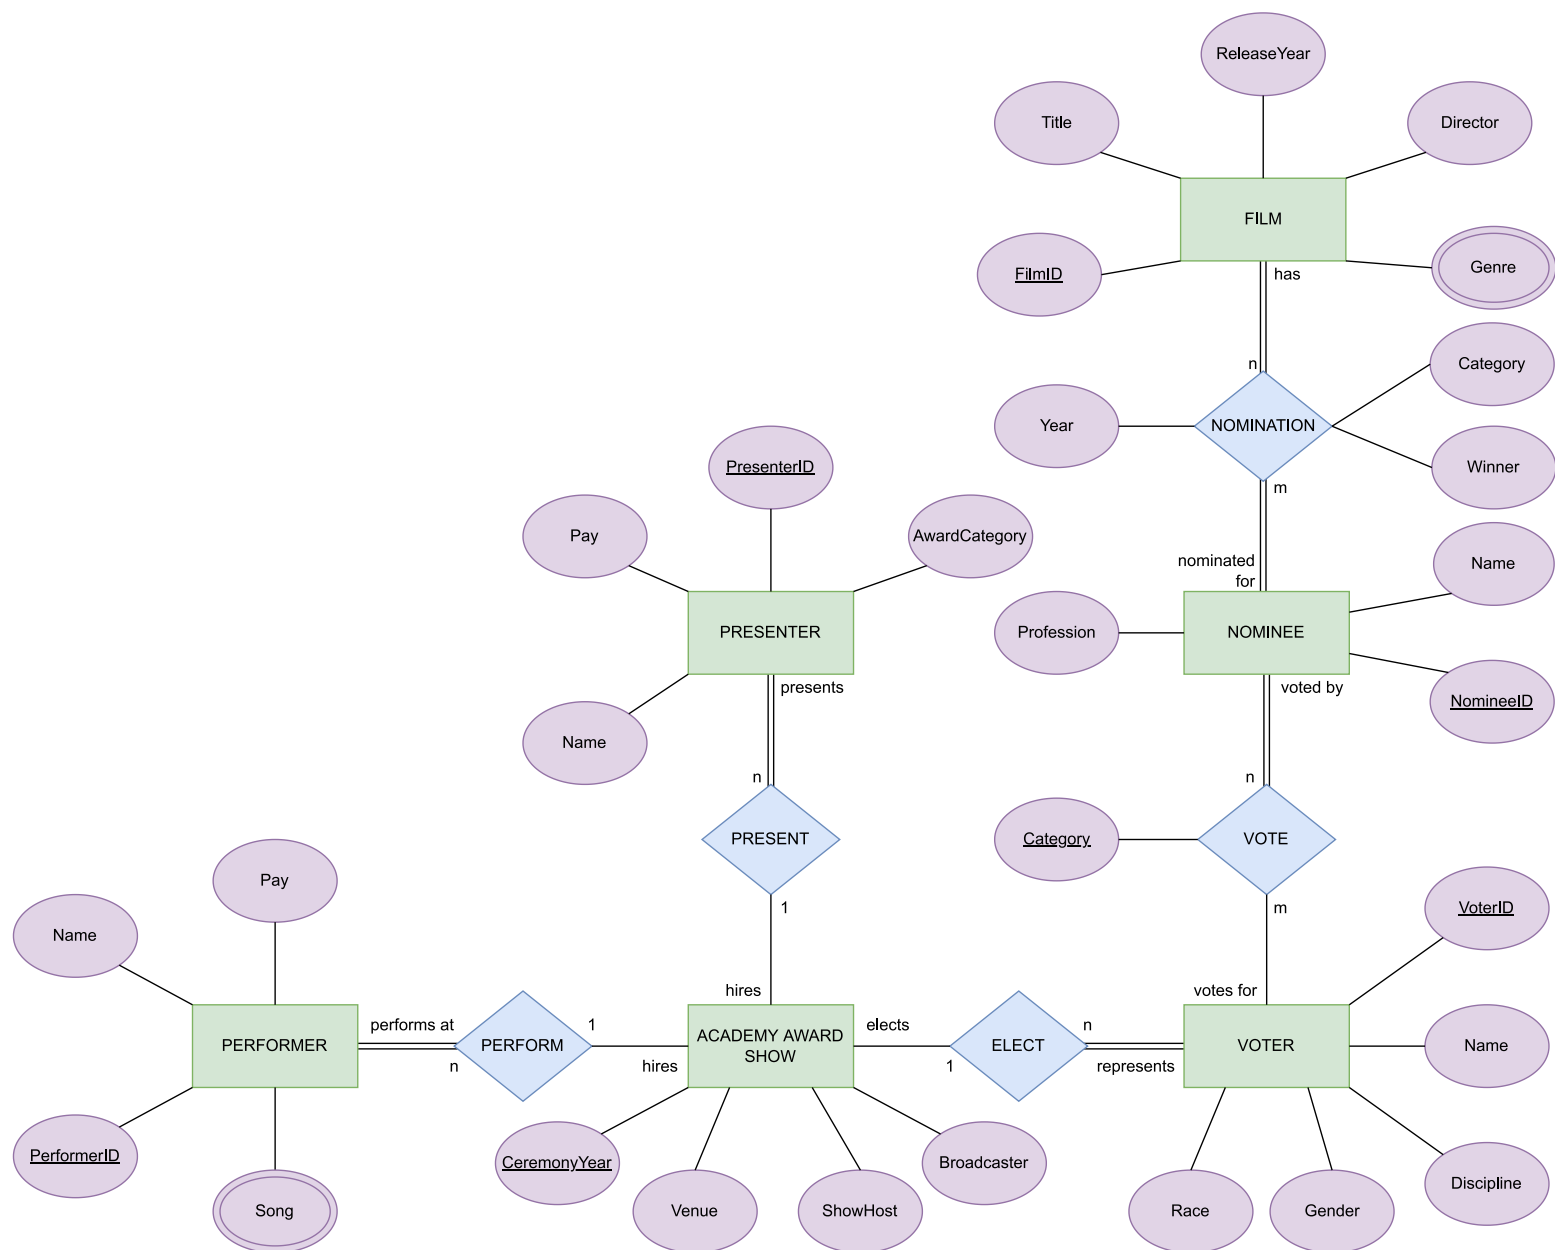 ReleaseYear
Title
Director
FILM
FilmID
has
Genre
n
Category
Year
NOMINATION
Winner
m
PresenterID
Pay
AwardCategory
nominated
for
Name
Profession
NOMINEE
PRESENTER
presents
voted by
NomineeID
Name
n
n
PRESENT
Category
VOTE
1
m
VoterID
Pay
Name
hires
votes for
PERFORMER
performs at
n
PERFORM
1
hires
ACADEMY AWARD
SHOW
elects
1
ELECT
n
represents
VOTER
Name
PerformerID
CeremonyYear
Broadcaster
Discipline
Song
Venue
ShowHost
Race
Gender